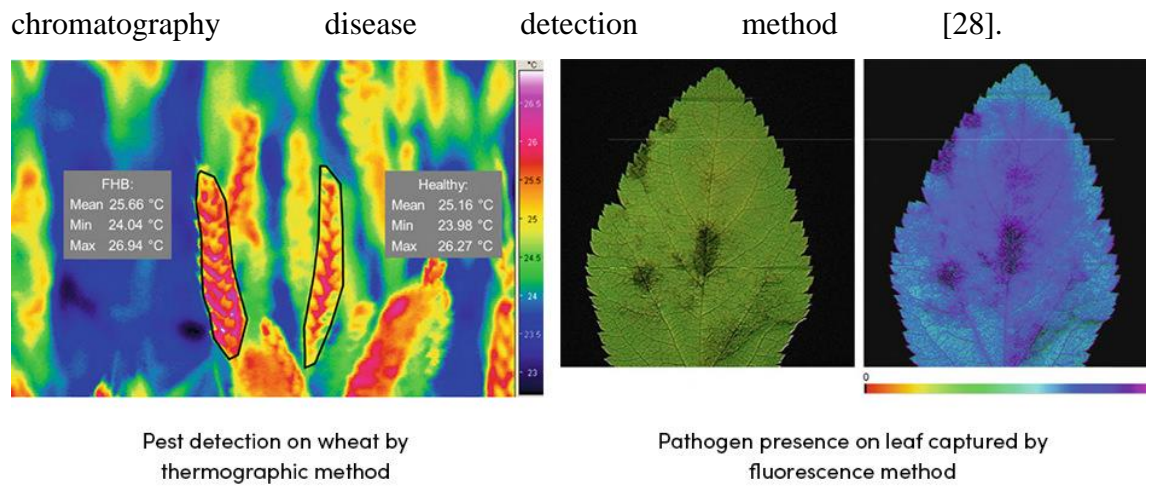 chromatography disease detection method [28].
°C
26.5
26
25
24.5
24
23.5
23
FHB:
Mean 25.66 °C
Min 24.04 °C
Max 26.94 °C
Healthy:
Mean 25.16 °C
Min 23.98 °C
Max 26.27 °C
0
Pest detection on wheat by
thermographic method
Pathogen presence on leaf captured by
fluorescence method